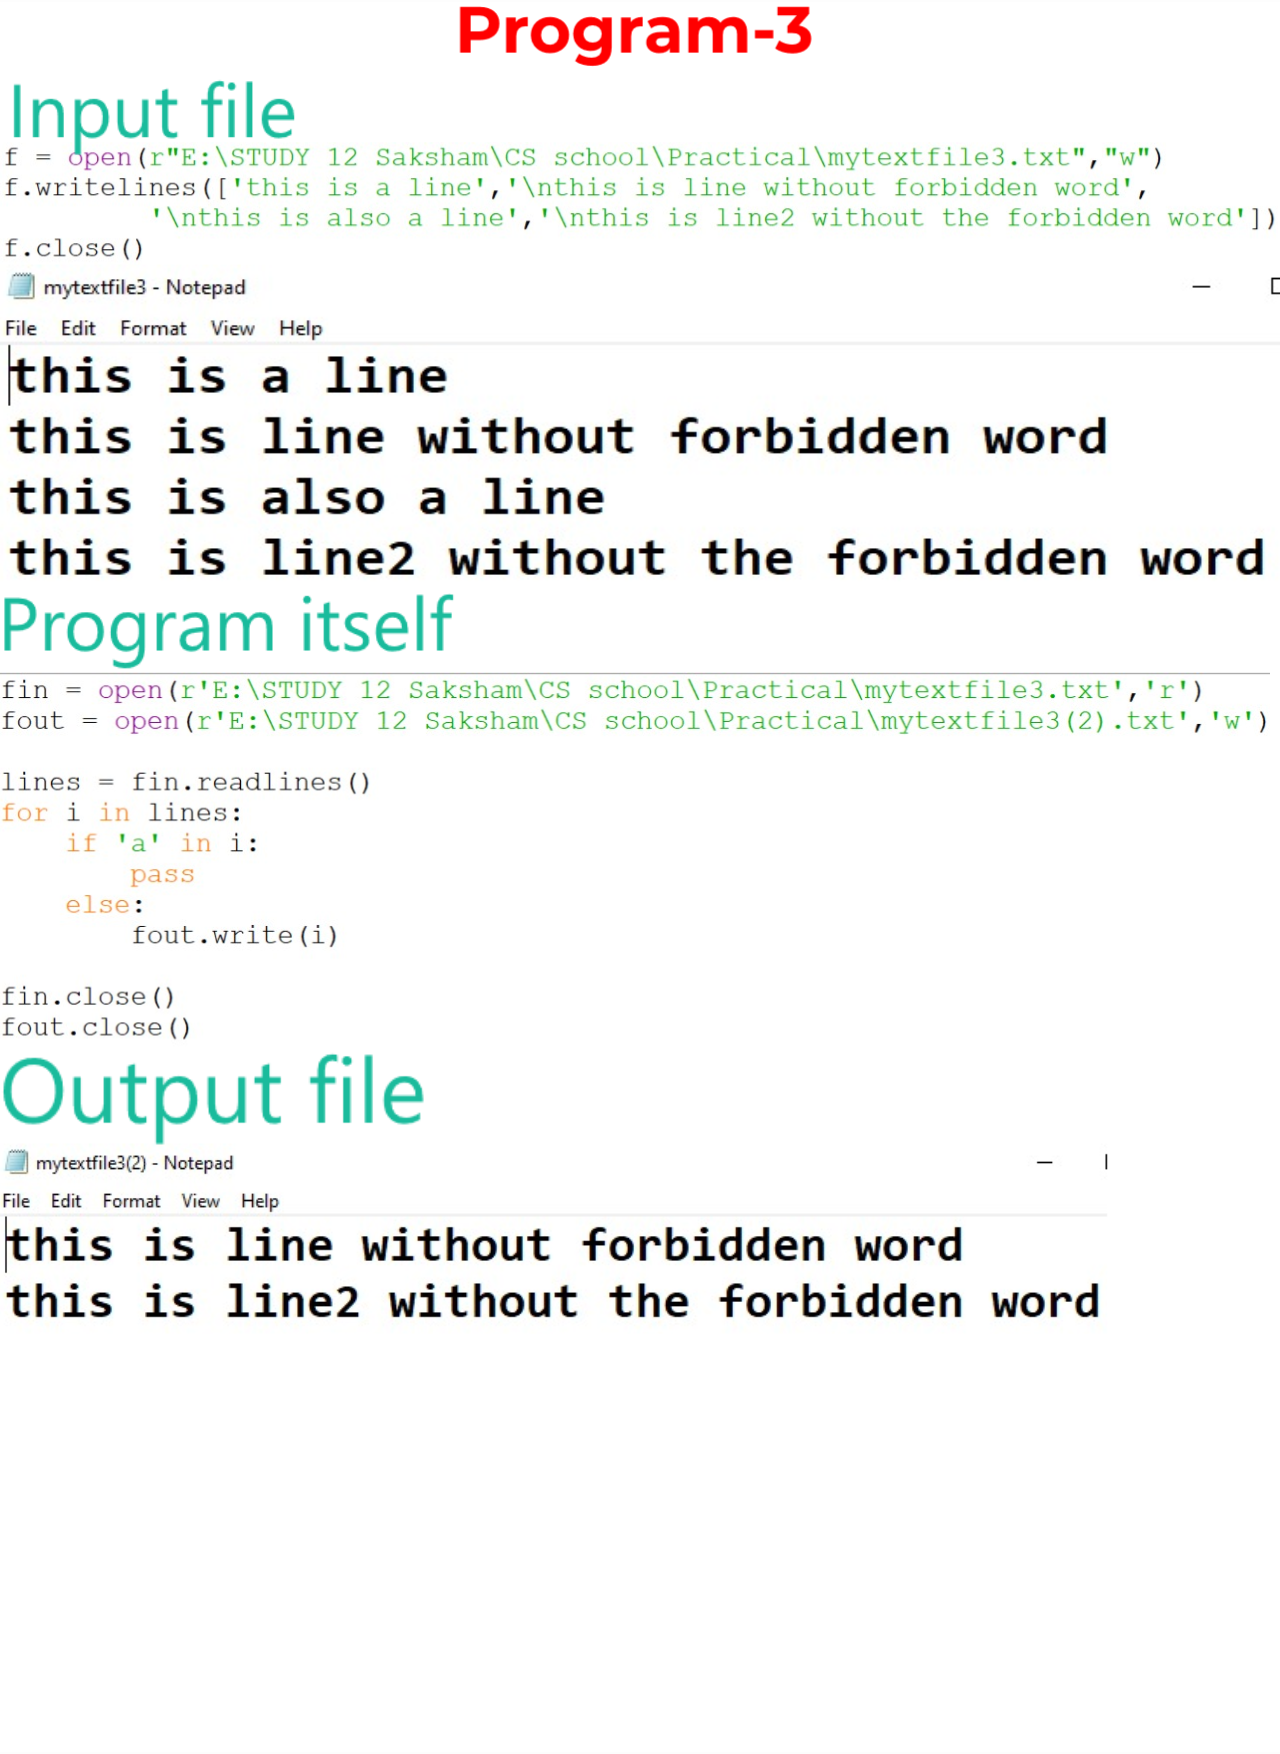 Program-3
Input file
f = open(r"E:\STUDY 12 Saksham\CS school\Practical\mytextfile3.txt","w")
f.writelines(['this is a line','\nthis is line without forbidden word',
'\nthis is also a line','\nthis is line2 without the forbidden word'])
f.close()
mytextfile3 - Notepad
File Edit Format View Help
this is a line
this is line without forbidden word
this is also a line
this is line2 without the forbidden word
Program itself
fin = open(r'E:\STUDY 12 Saksham\CS school\Practical\mytextfile3.txt','r')
fout = open(r'E:\STUDY 12 Saksham\CS school\Practical\mytextfile3(2).txt','w')
lines = fin.readlines()
for i in lines:
    if 'a' in i:
        pass
    else:
        fout.write(i)
fin.close()
fout.close()
Output file
mytextfile3(2) - Notepad
File Edit Format View Help
this is line without forbidden word
this is line2 without the forbidden word